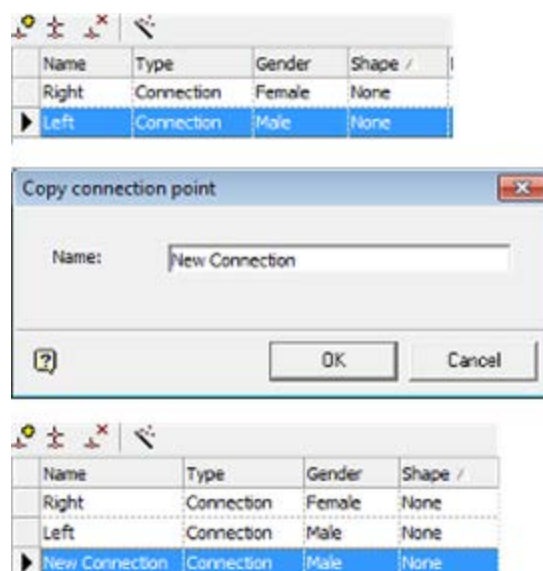 Name Type Gender Shape /
Right Connection Female None
Left Connection Male None
Copy connection point
Name: New Connection
OK Cancel
Name Type Gender Shape /
Right Connection Female None
Left Connection Male None
New Connection Connection Male None